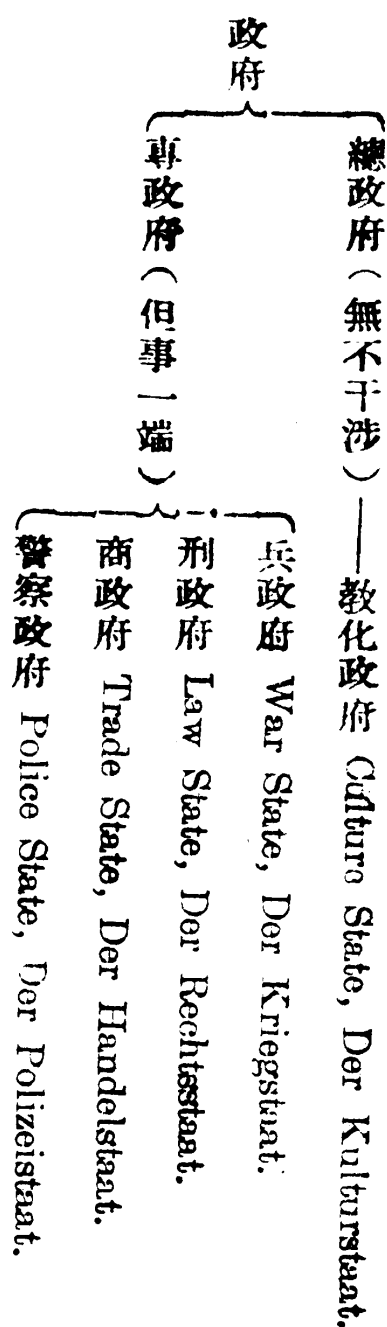 政府
總政府（無不干涉）——敎化政府 Culture State, Der Kulturstaat.
專政府（但事一端）
兵政府 War State, Der Kriegstaat.
刑政府 Law State, Der Rechtsstaat.
商政府 Trade State, Der Handelstaat.
警察政府 Police State, Der Polizeistaat.